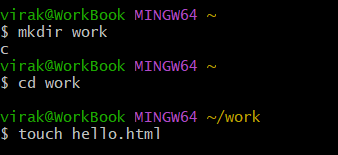 virak@WorkBook MINGW64 ~
$ mkdir work
c
virak@WorkBook MINGW64 ~
$ cd work
virak@WorkBook MINGW64 ~/work
$ touch hello.html